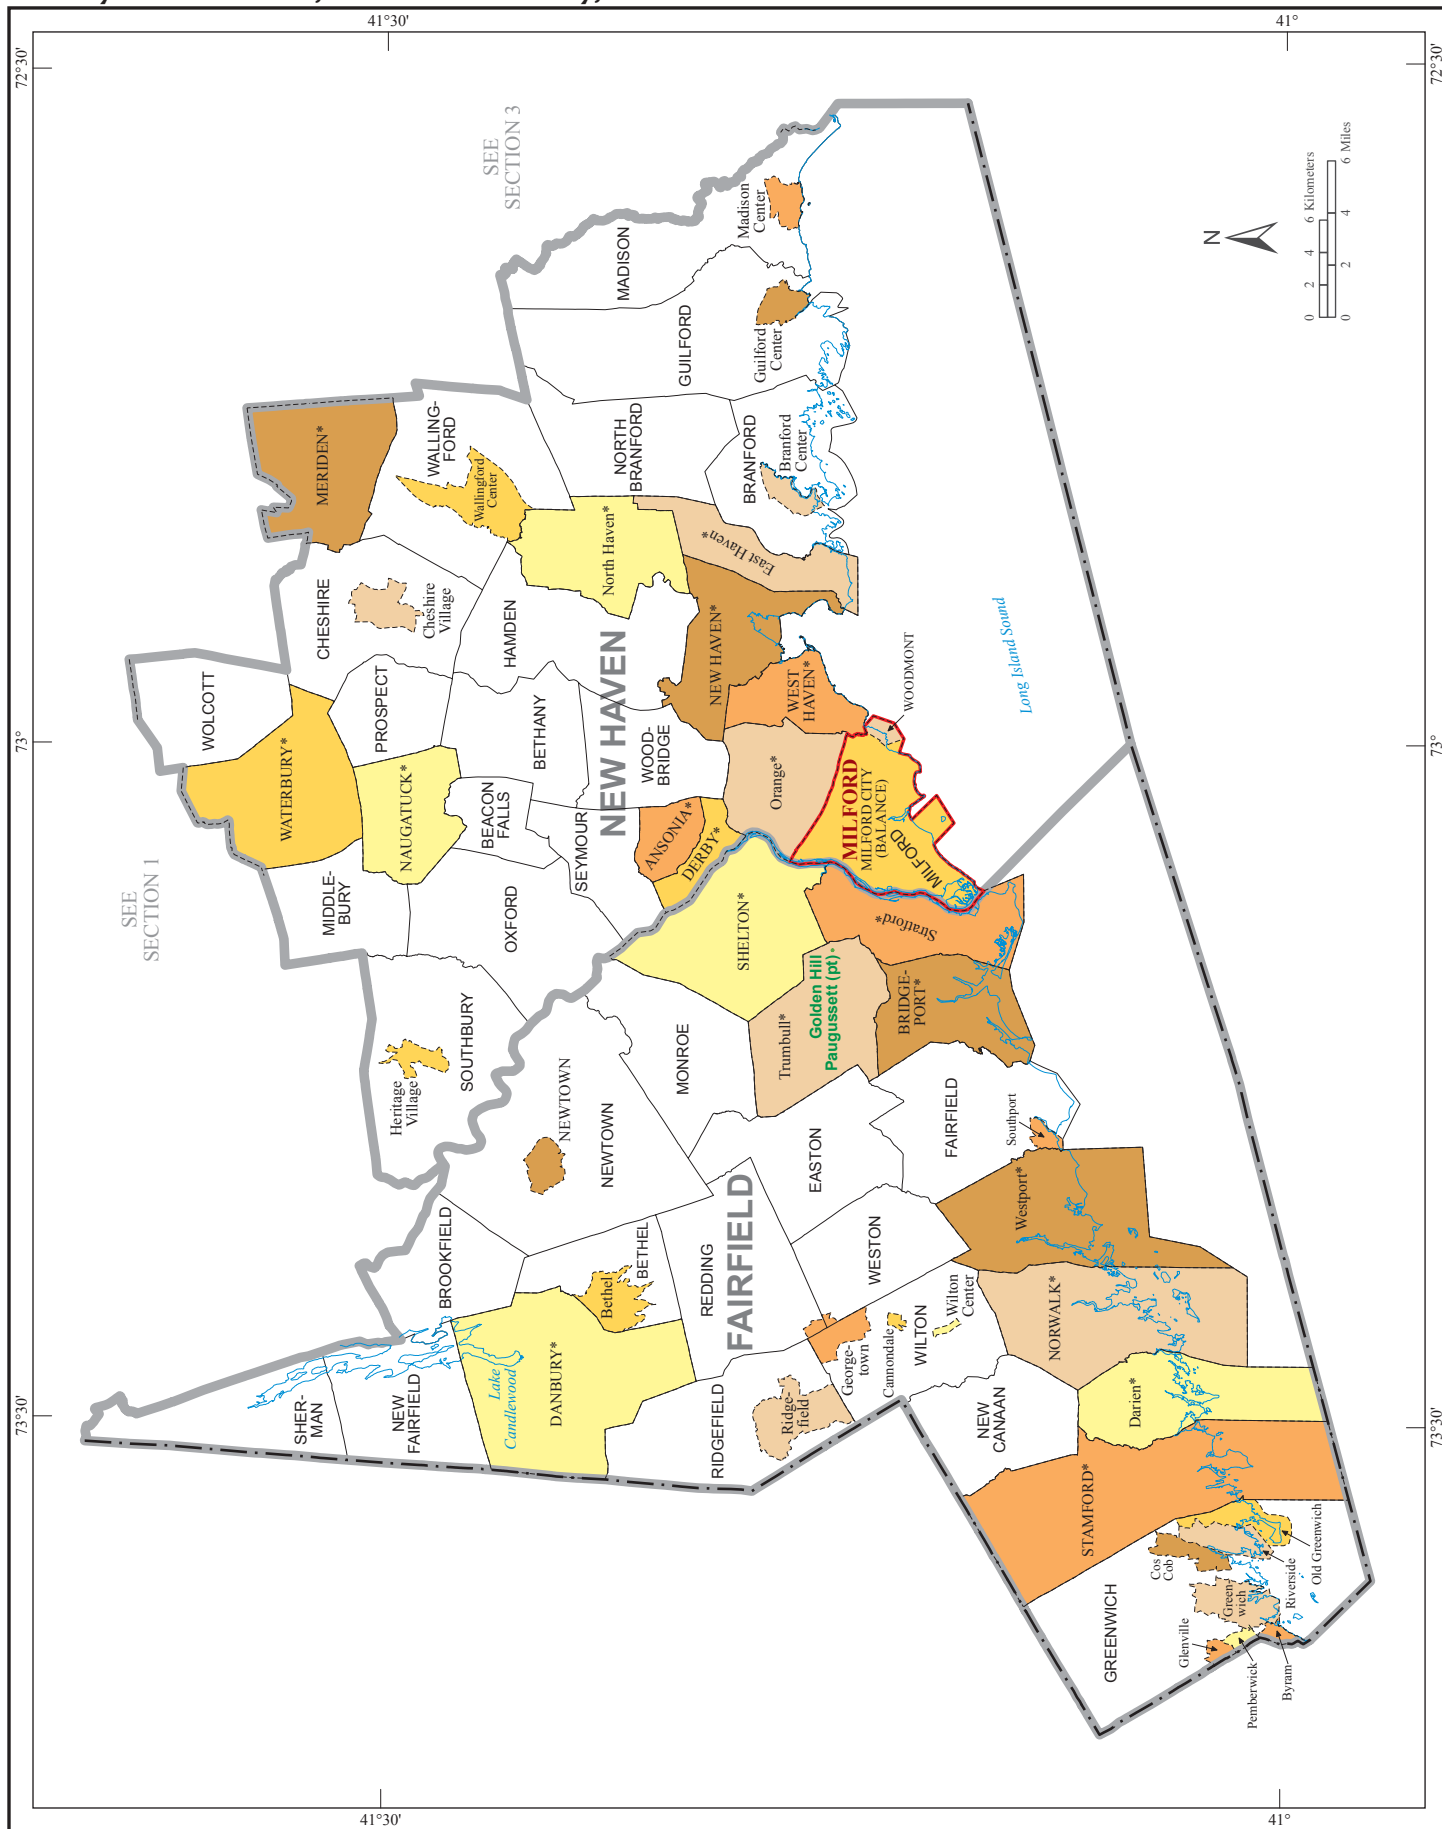 41°30'
41°
72°30'
72°30'
SEE
SECTION 3
SEE
SECTION 1
73°
73°
73°30'
73°30'
41°30'
41°
N
0 2 4 6 Kilometers
0 2 4 6 Miles
NEW HAVEN
FAIRFIELD
MADISON
Madison
Center
GUILFORD
Guilford
Center
BRANFORD
Branford
Center
NORTH
BRANFORD
WALLING-
FORD
Wallingford
Center
MERIDEN*
North Haven*
East Haven*
CHESHIRE
Cheshire
Village
HAMDEN
NEW HAVEN*
WEST
HAVEN*
WOODMONT
Long Island Sound
WOLCOTT
WATERBURY*
PROSPECT
NAUGATUCK*
BETHANY
WOOD-
BRIDGE
BEACON
FALLS
SEYMOUR
ANSONIA*
DERBY*
Orange*
MILFORD
MILFORD CITY
(BALANCE)
MILFORD
MIDDLE-
BURY
OXFORD
SOUTHBURY
Heritage
Village
SHELTON*
Stratford*
Golden Hill
Paugussett (pt)
Trumbull*
BRIDGE-
PORT*
MONROE
NEWTOWN
NEWTOWN
EASTON
FAIRFIELD
Southport
Westport*
WESTON
REDDING
BETHEL
Bethel
BROOKFIELD
DANBURY*
Lake
Candlewood
SHER-
MAN
NEW
FAIRFIELD
RIDGEFIELD
Ridge-
field
George-
town
Cannondale
WILTON
Wilton
Center
NORWALK*
NEW
CANAAN
Darien*
STAMFORD*
GREENWICH
Cos
Cob
Green-
wich
Riverside
Old Greenwich
Glenville
Pemberwick
Byram